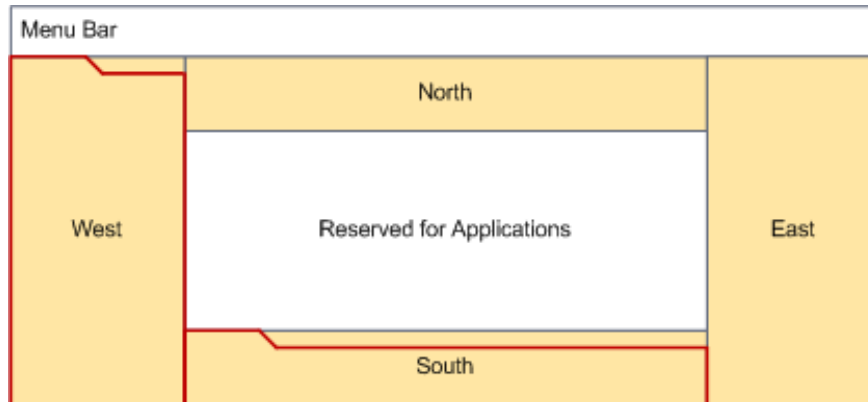 Menu Bar
North
West
Reserved for Applications
East
South